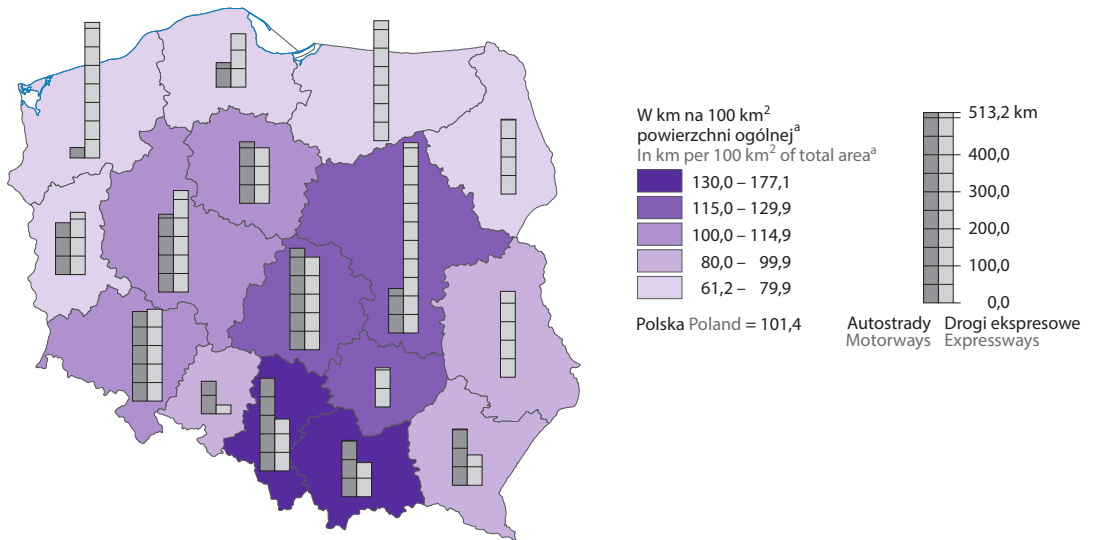 W km na 100 km²
powierzchni ogólnejᵃ
In km per 100 km² of total areaᵃ
130,0 – 177,1
115,0 – 129,9
100,0 – 114,9
80,0 – 99,9
61,2 – 79,9
Polska Poland = 101,4
513,2 km
400,0
300,0
200,0
100,0
0,0
Autostrady Drogi ekspresowe
Motorways Expressways